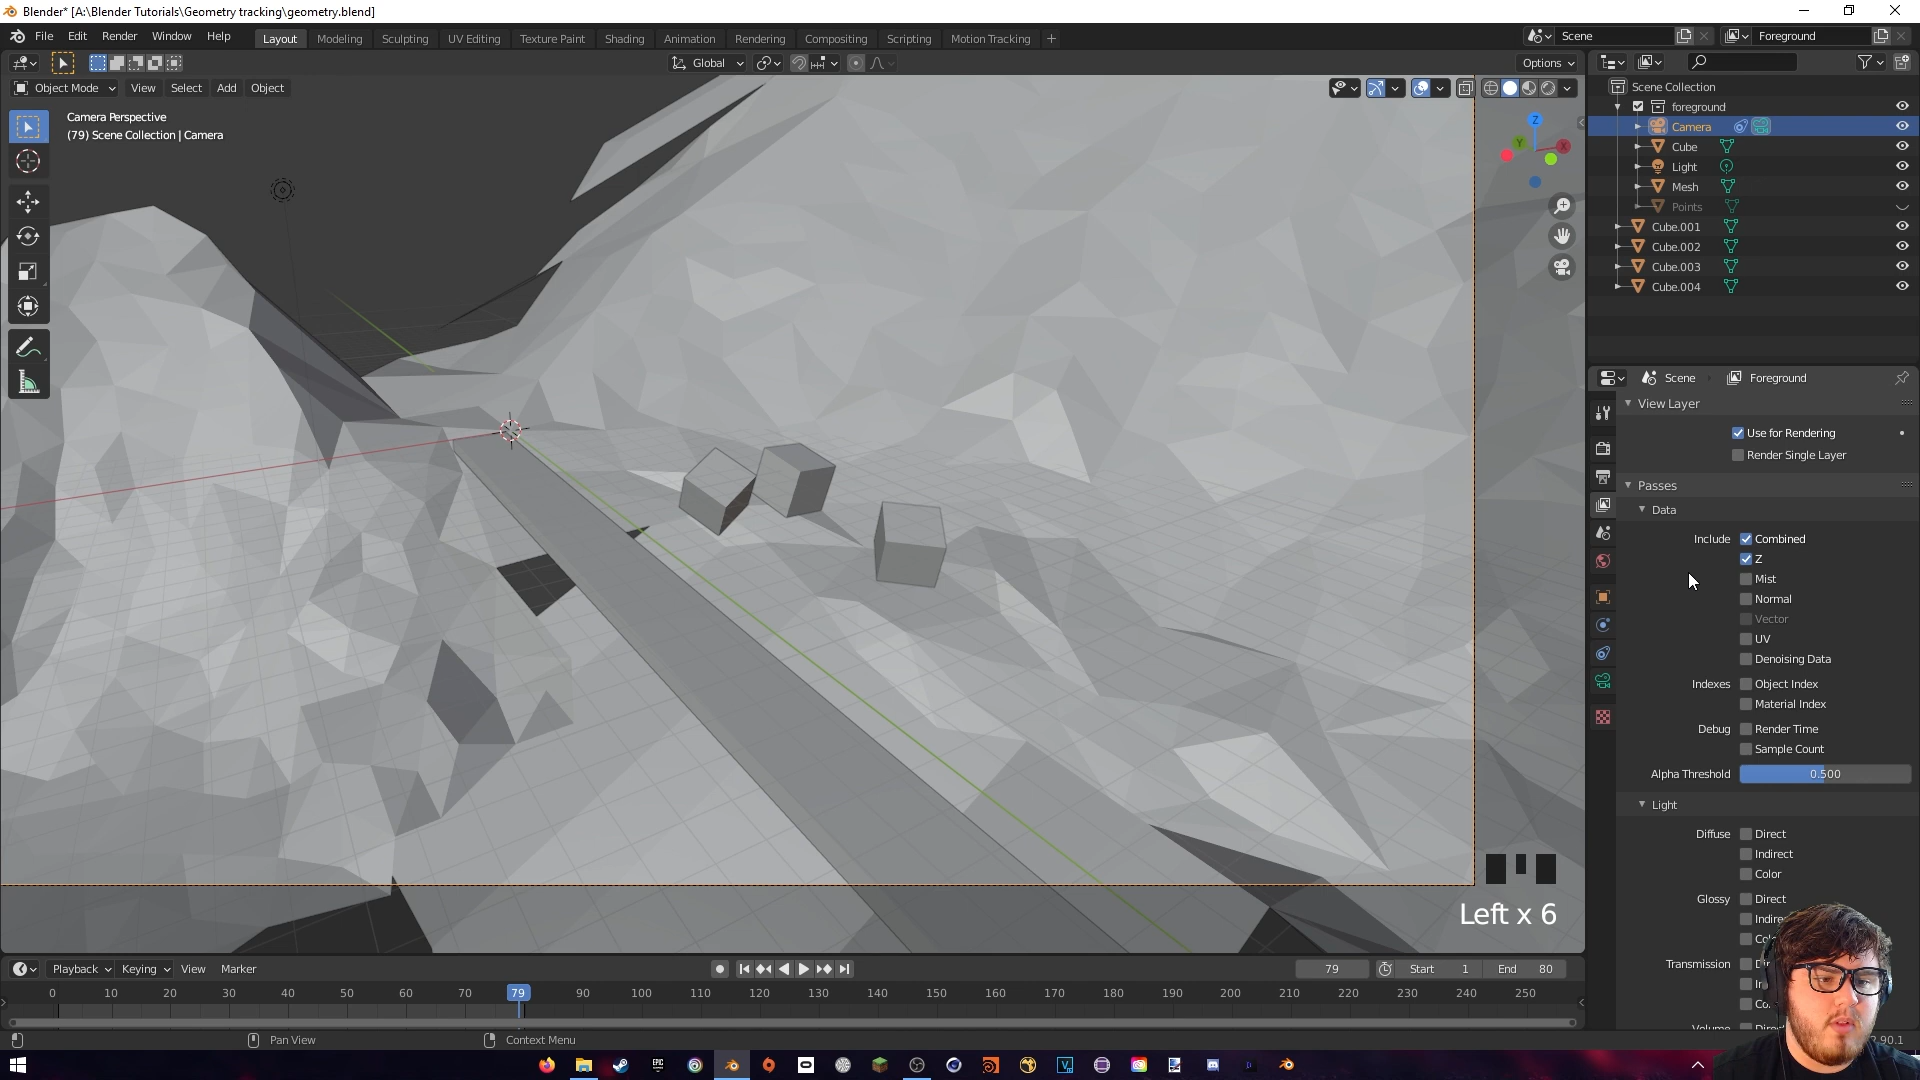 Blender* [A:\Blender Tutorials\Geometry tracking\geometry.blend]
File Edit Render Window Help Layout Modeling Sculpting UV Editing Texture Paint Shading Animation Rendering Compositing Scripting Motion Tracking + Scene Foreground
Global Options
Object Mode View Select Add Object
Camera Perspective
(79) Scene Collection | Camera
Z
Y
X
Scene Collection
foreground
Camera
Cube
Light
Mesh
Points
Cube.001
Cube.002
Cube.003
Cube.004
Scene Foreground
View Layer
Use for Rendering
Render Single Layer
Passes
Data
Include Combined
Z
Mist
Normal
Vector
UV
Denoising Data
Indexes Object Index
Material Index
Debug Render Time
Sample Count
Alpha Threshold 0.500
Light
Diffuse Direct
Indirect
Color
Glossy Direct
Transmission
Left x 6
Playback Keying View Marker 79 Start 1 End 80
0 10 20 30 40 50 60 70 79 90 100 110 120 130 140 150 160 170 180 190 200 210 220 230 240 250
Pan View Context Menu 2.90.1
EPIC